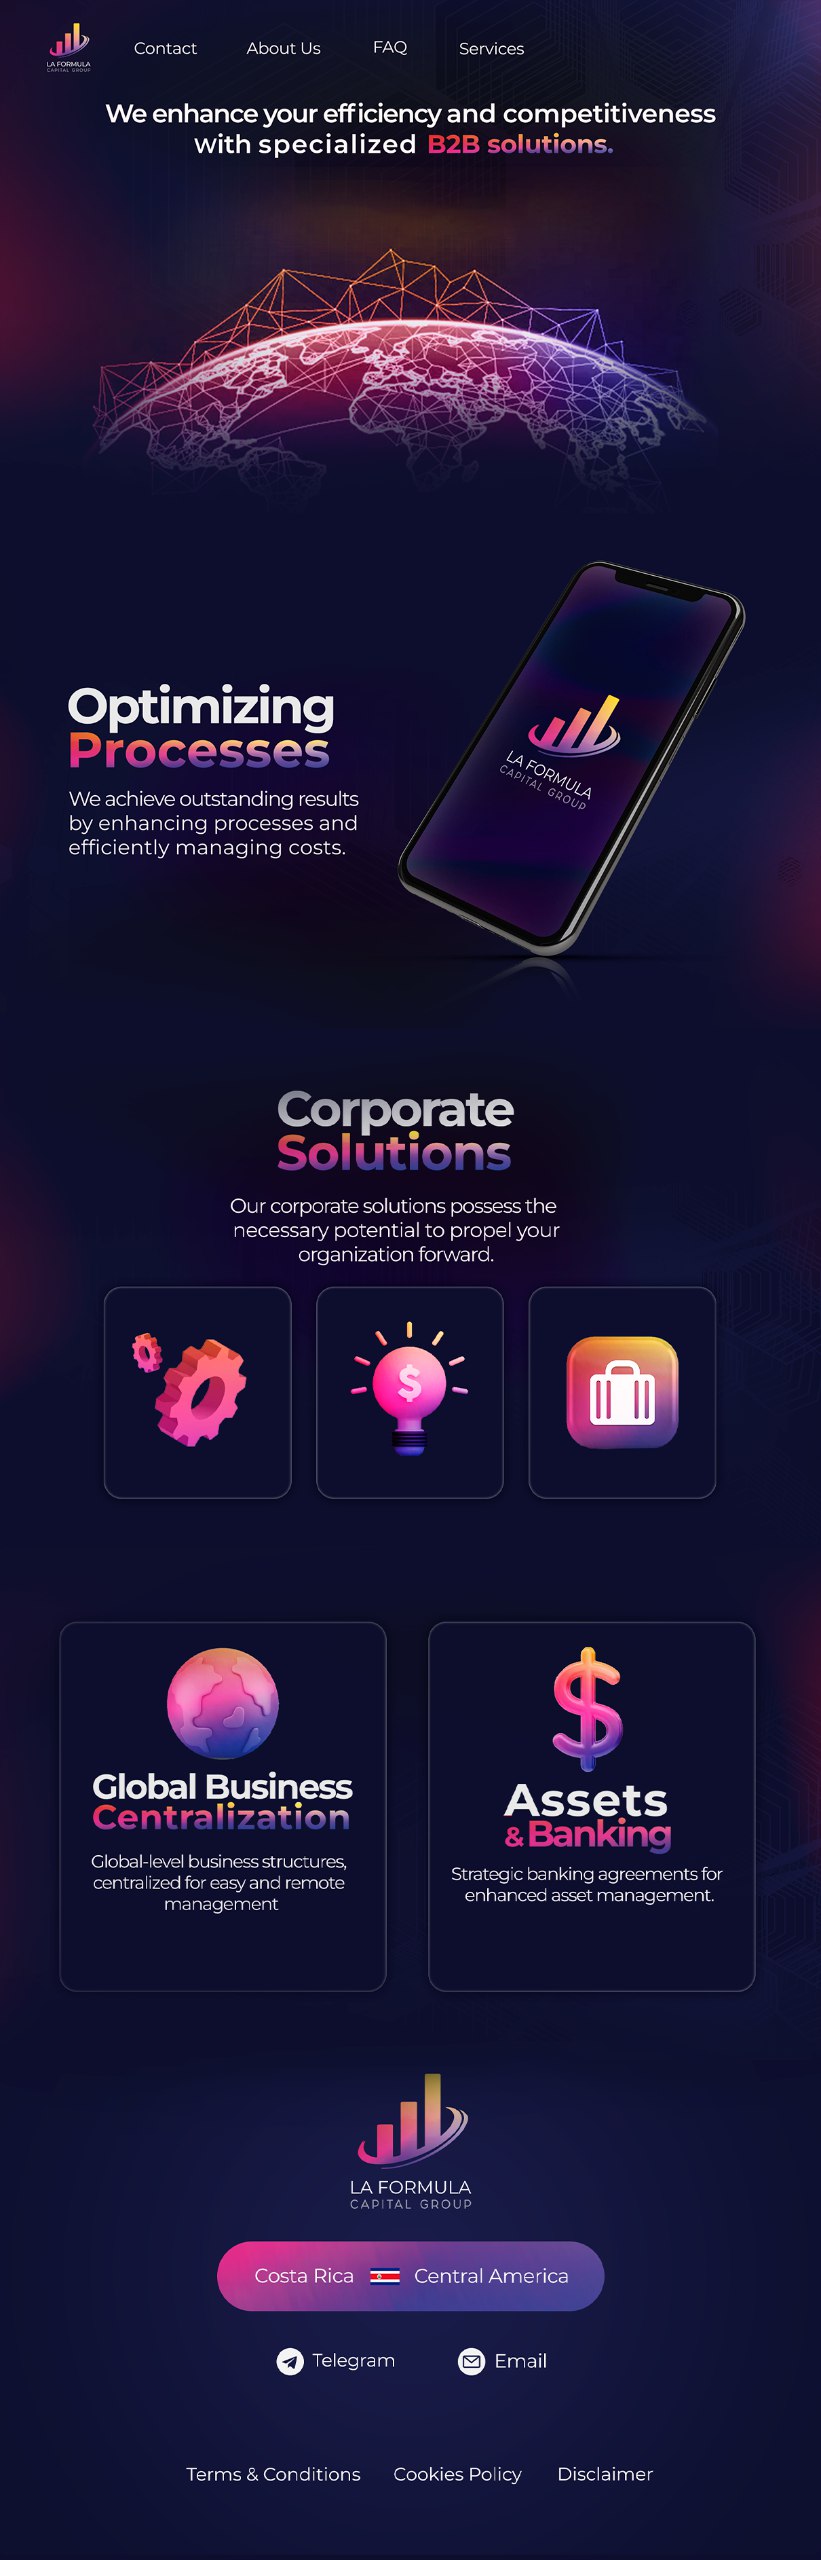 LA FORMULA
CAPITAL GROUP
Contact
About Us
FAQ
Services
We enhance your efficiency and competitiveness
with specialized B2B solutions.
LA FORMULA
CAPITAL GROUP
Optimizing
Processes
We achieve outstanding results
by enhancing processes and
efficiently managing costs.
Corporate
Solutions
Our corporate solutions possess the
necessary potential to propel your
organization forward.
$
Global Business
Centralization
Global-level business structures,
centralized for easy and remote
management
$
Assets
& Banking
Strategic banking agreements for
enhanced asset management.
LA FORMULA
CAPITAL GROUP
Costa Rica
Central America
Telegram
Email
Terms & Conditions
Cookies Policy
Disclaimer